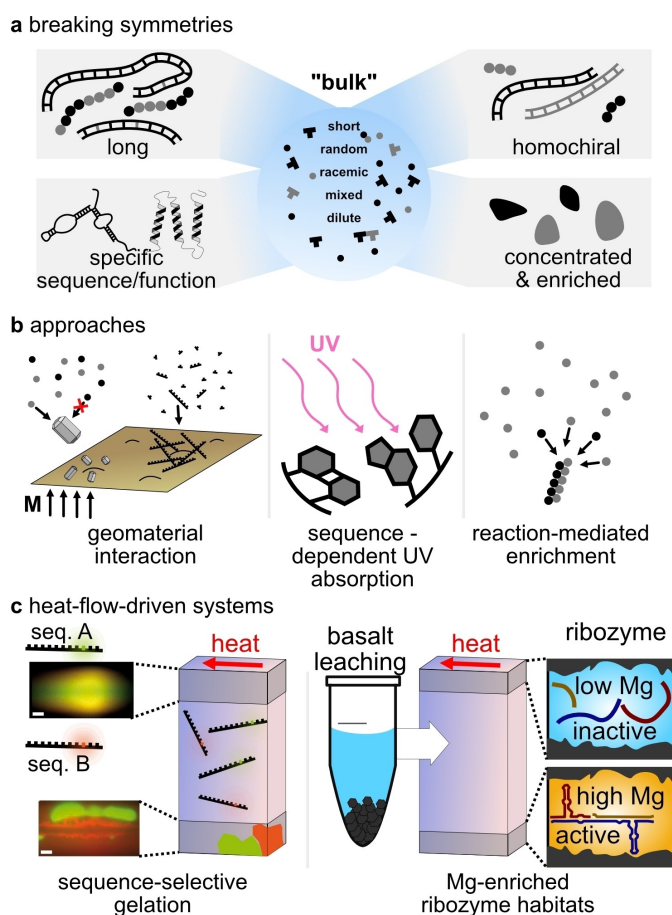 a breaking symmetries
"bulk"
short
random
racemic
mixed
dilute
long
homochiral
specific
sequence/function
concentrated
& enriched
b approaches
UV
M
geomaterial
interaction
sequence -
dependent UV
absorption
reaction-mediated
enrichment
c heat-flow-driven systems
seq. A
heat
seq. B
sequence-selective
gelation
basalt
leaching
heat
ribozyme
low Mg
inactive
high Mg
active
Mg-enriched
ribozyme habitats